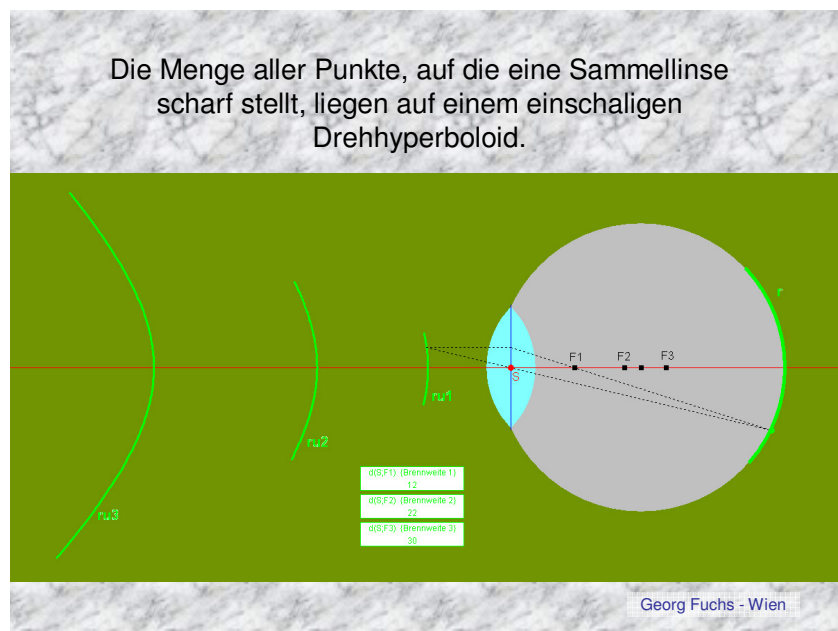 Die Menge aller Punkte, auf die eine Sammellinse
scharf stellt, liegen auf einem einschaligen
Drehhyperboloid.
r
F1 F2 F3
S
ru1
ru2
ru3
d(S;F1) (Brennweite 1)
12
d(S;F2) (Brennweite 2)
22
d(S;F3) (Brennweite 3)
30
Georg Fuchs - Wien